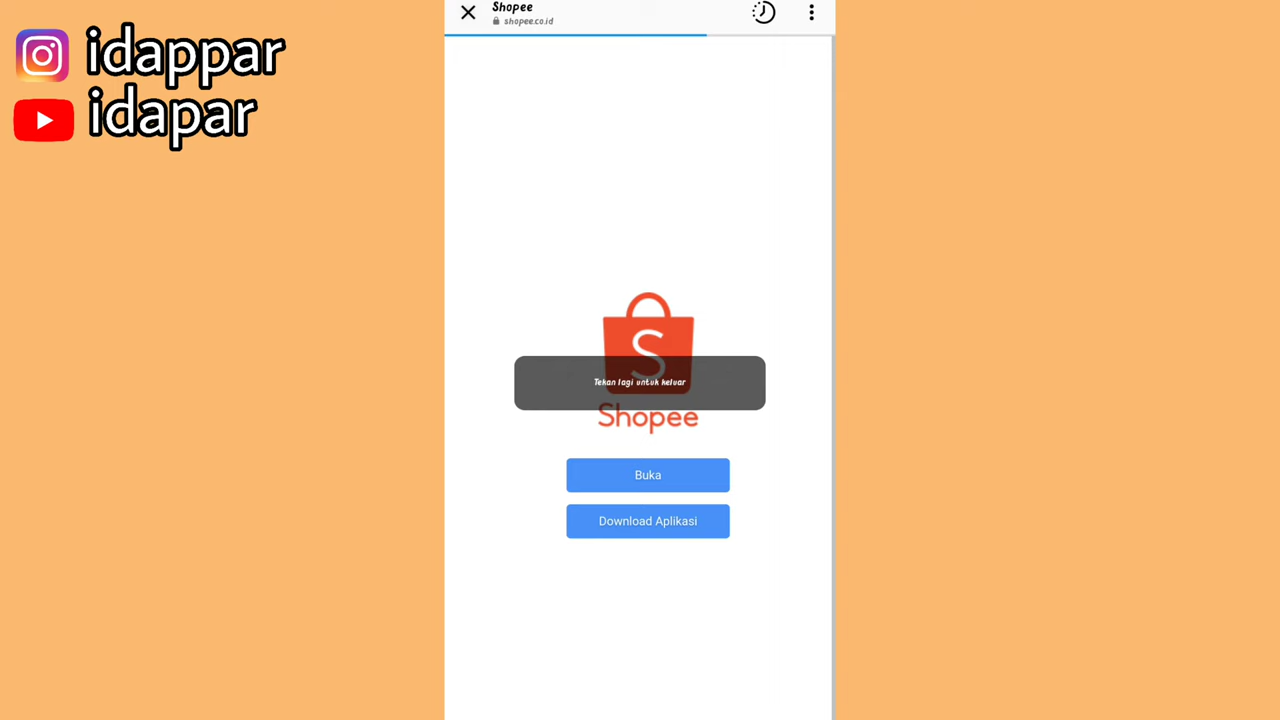 idappar
idapar
Shopee
shopee.co.id
S
Tekan lagi untuk keluar
Shopee
Buka
Download Aplikasi